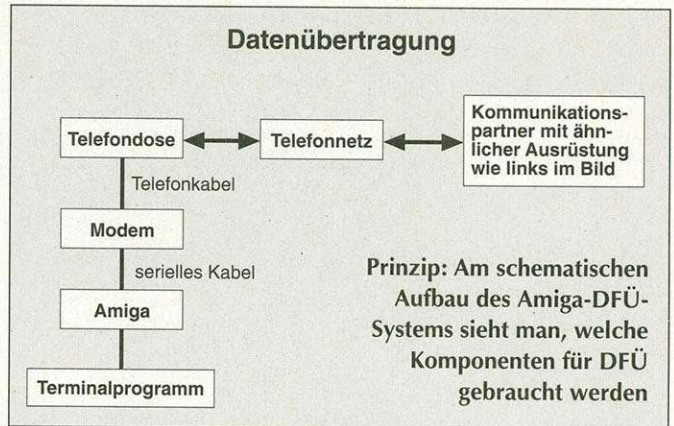 Datenübertragung
Telefondose
Telefonnetz
Kommunikations-
partner mit ähn-
licher Ausrüstung
wie links im Bild
Telefonkabel
Modem
serielles Kabel
Amiga
Terminalprogramm
Prinzip: Am schematischen
Aufbau des Amiga-DFÜ-
Systems sieht man, welche
Komponenten für DFÜ
gebraucht werden